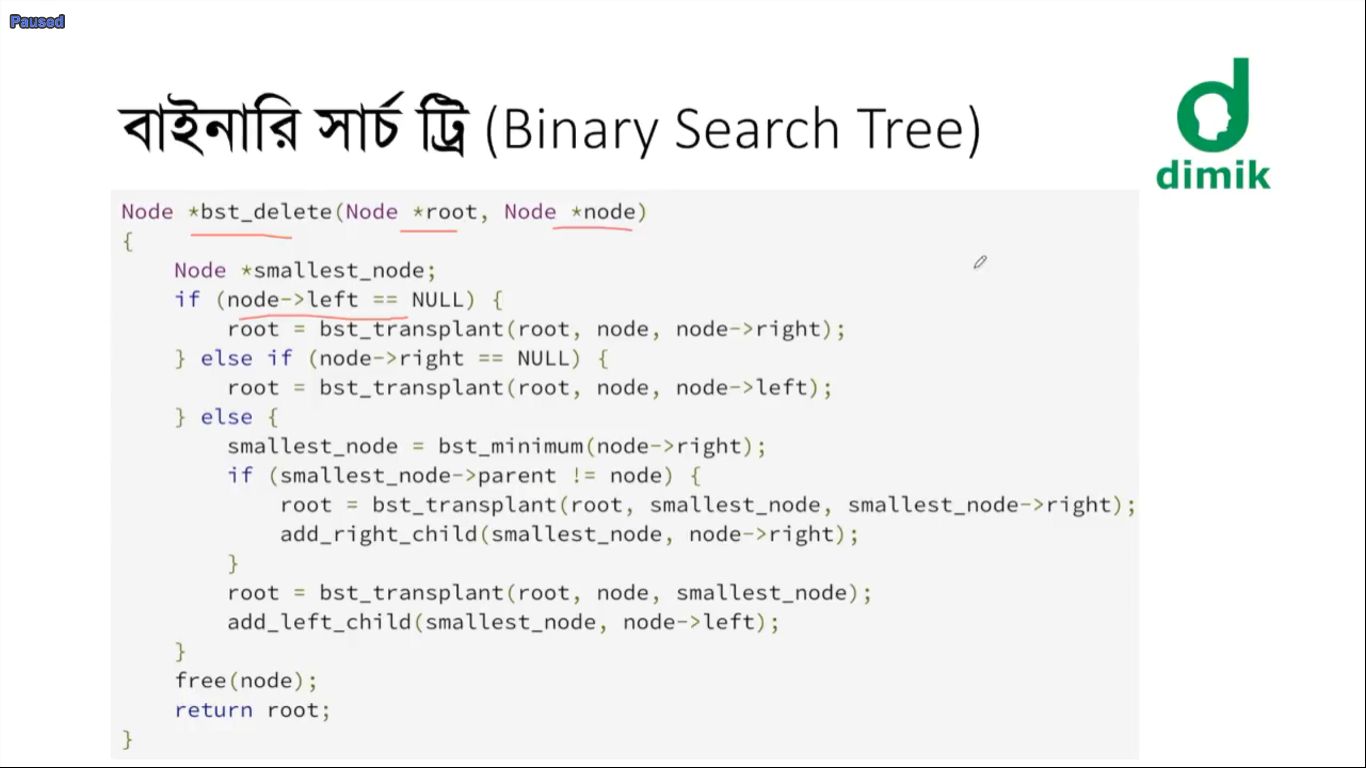 Paused
বাইনারি সার্চ ট্রি (Binary Search Tree)
dimik
Node *bst_delete(Node *root, Node *node)
{
    Node *smallest_node;
    if (node->left == NULL) {
        root = bst_transplant(root, node, node->right);
    } else if (node->right == NULL) {
        root = bst_transplant(root, node, node->left);
    } else {
        smallest_node = bst_minimum(node->right);
        if (smallest_node->parent != node) {
            root = bst_transplant(root, smallest_node, smallest_node->right);
            add_right_child(smallest_node, node->right);
        }
        root = bst_transplant(root, node, smallest_node);
        add_left_child(smallest_node, node->left);
    }
    free(node);
    return root;
}